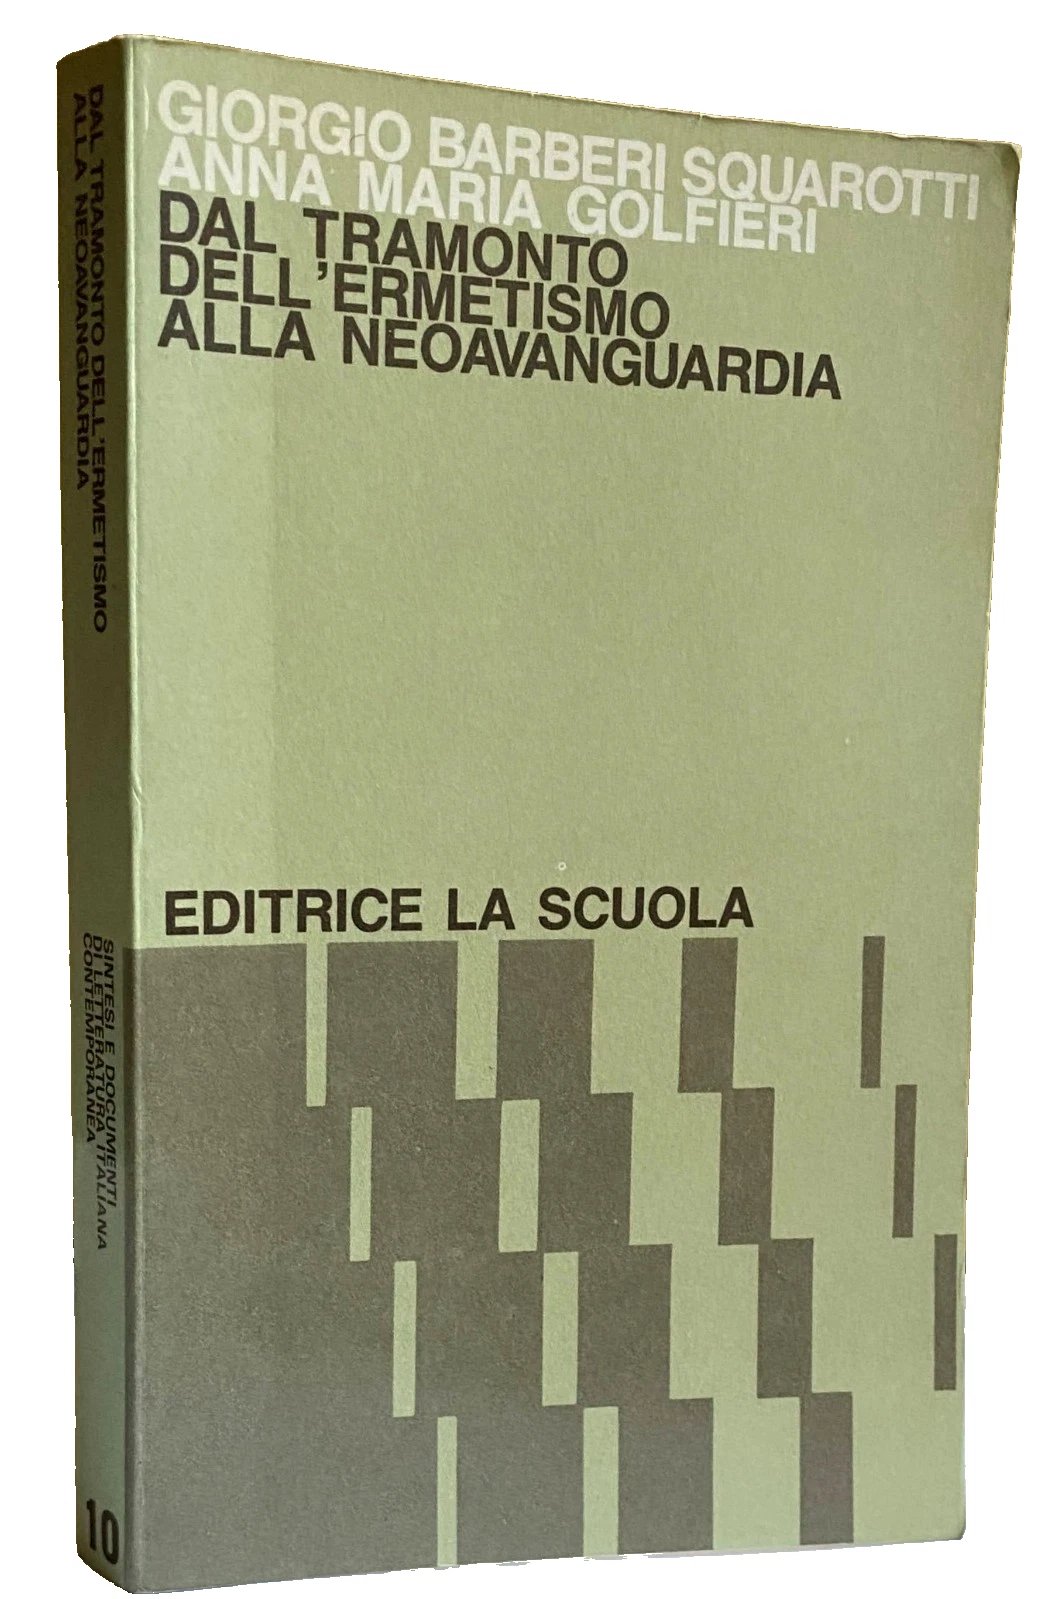 GIORGIO BARBERI SQUAROTTI
ANNA MARIA GOLFIERI
DAL TRAMONTO
DELL'ERMETISMO
ALLA NEOAVANGUARDIA
EDITRICE LA SCUOLA
DAL TRAMONTO DELL'ERMETISMO
ALLA NEOAVANGUARDIA
SINTESI E DOCUMENTI
DI LETTERATURA ITALIANA
CONTEMPORANEA
10